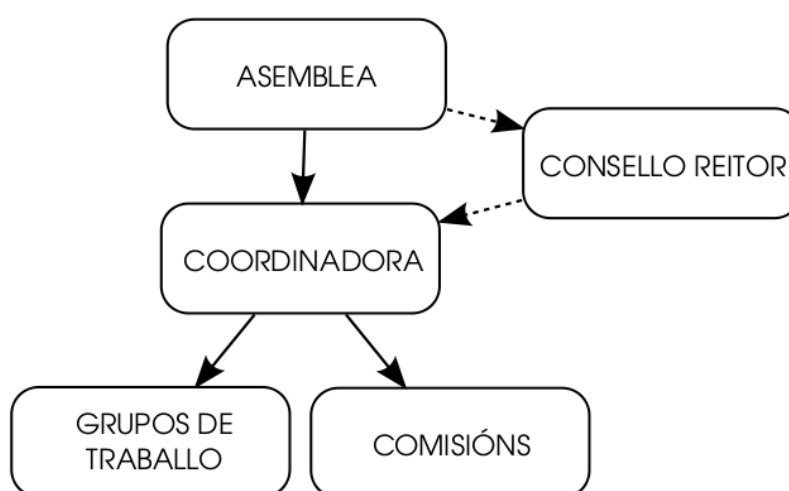 ASEMBLEA
CONSELLO REITOR
COORDINADORA
GRUPOS DE
TRABALLO
COMISIÓNS